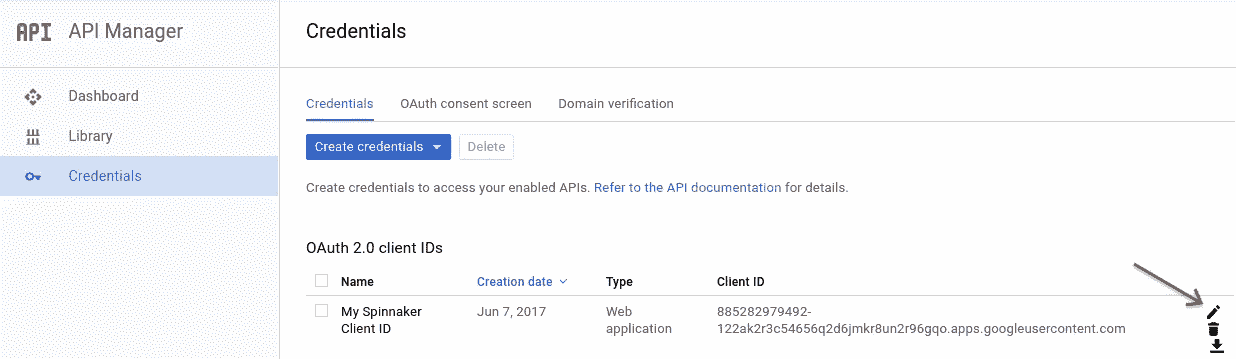 API API Manager
Credentials
Dashboard
Library
Credentials
Credentials OAuth consent screen Domain verification
Create credentials Delete
Create credentials to access your enabled APIs. Refer to the API documentation for details.
OAuth 2.0 client IDs
Name Creation date Type Client ID
My Spinnaker Jun 7, 2017 Web 885282979492-
Client ID application 122ak2r3c54656q2d6jmkr8un2r96gqo.apps.googleusercontent.com